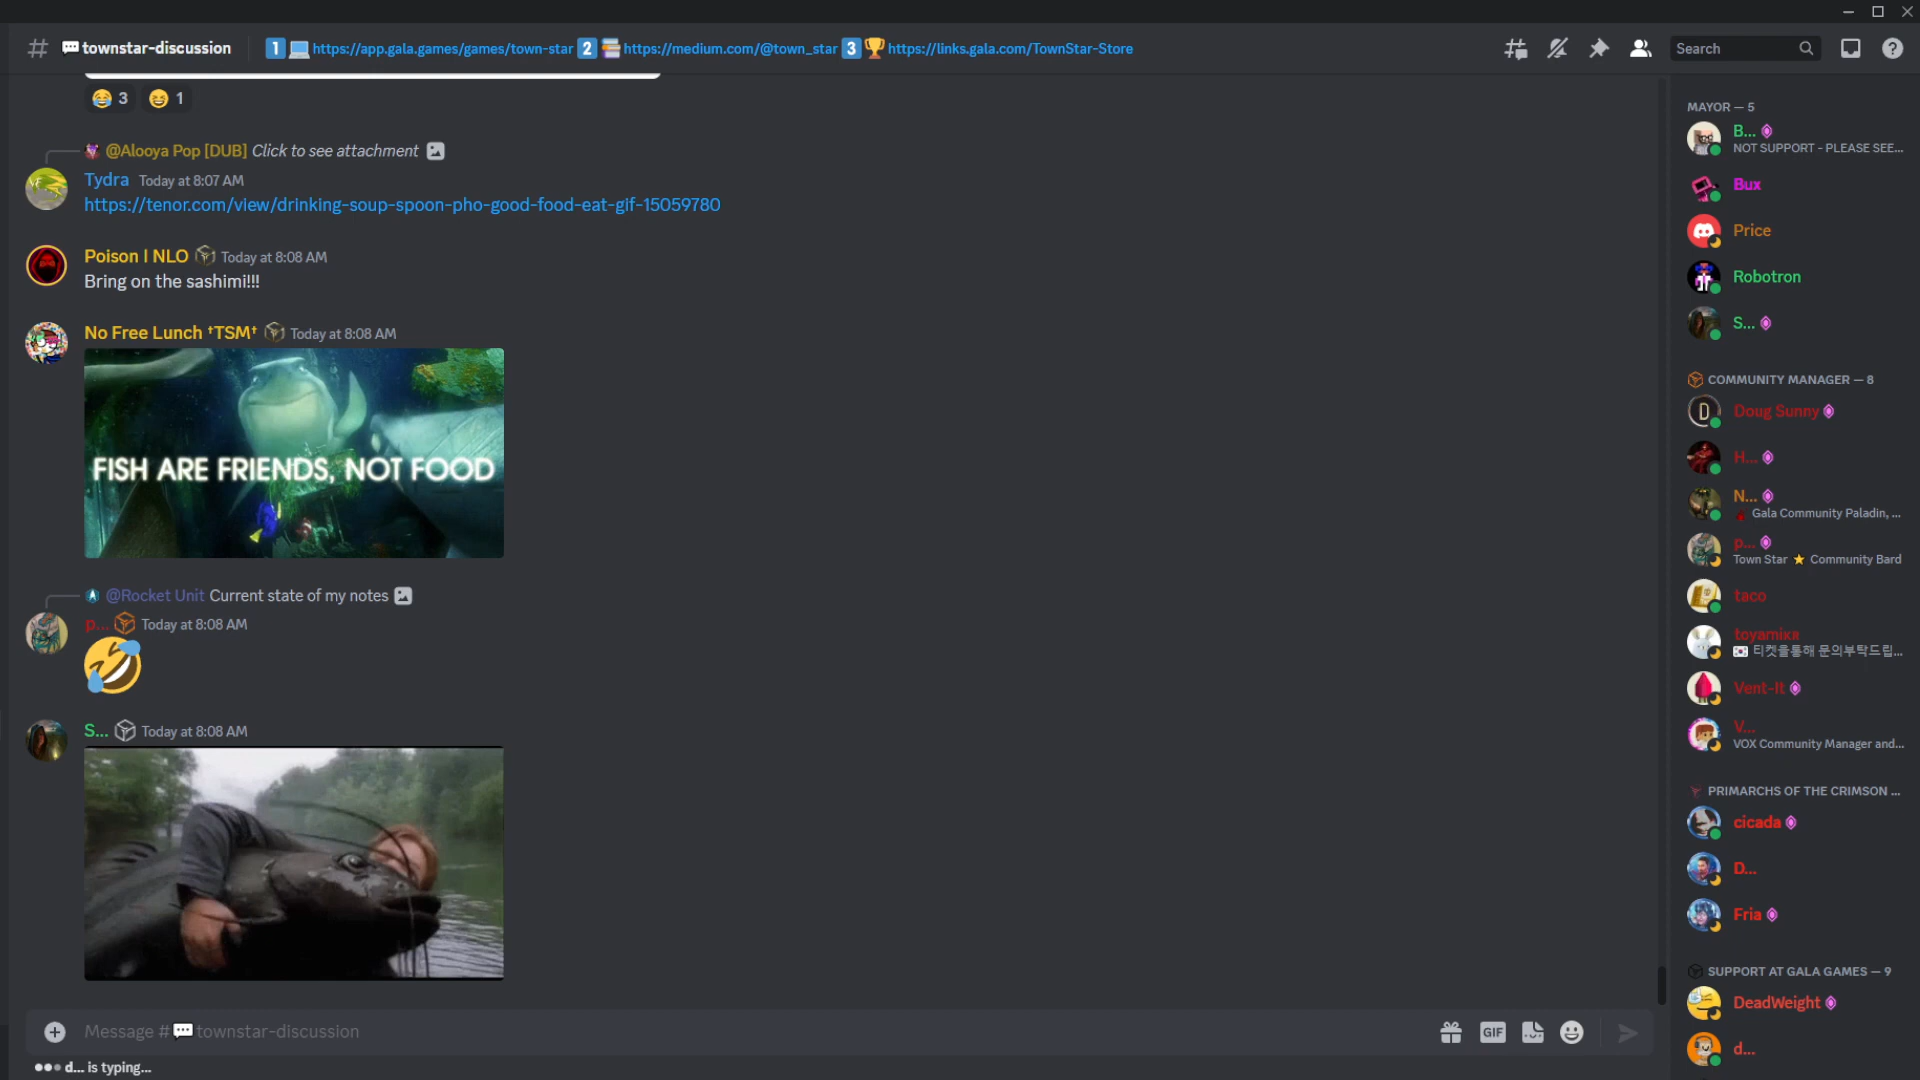 townstar-discussion
1 https://app.gala.games/games/town-star 2 https://medium.com/@town_star 3 https://links.gala.com/TownStar-Store
Search
3 1
@Alooya Pop [DUB] Click to see attachment
Tydra Today at 8:07 AM
https://tenor.com/view/drinking-soup-spoon-pho-good-food-eat-gif-15059780
Poison | NLO Today at 8:08 AM
Bring on the sashimi!!!
No Free Lunch †TSM† Today at 8:08 AM
FISH ARE FRIENDS, NOT FOOD
@Rocket Unit Current state of my notes
p... Today at 8:08 AM
S... Today at 8:08 AM
Message # townstar-discussion
GIF
d... is typing...
MAYOR — 5
B...
NOT SUPPORT - PLEASE SEE...
Bux
Price
Robotron
S...
COMMUNITY MANAGER — 8
D
Doug Sunny
H...
N...
Gala Community Paladin, ...
p...
Town Star ⭐ Community Bard
taco
toyamікя
🇰🇷 티켓을통해 문의부탁드립...
Vent-It
V...
VOX Community Manager and...
PRIMARCHS OF THE CRIMSON ...
cicada
D...
Fria
SUPPORT AT GALA GAMES — 9
DeadWeight
d...